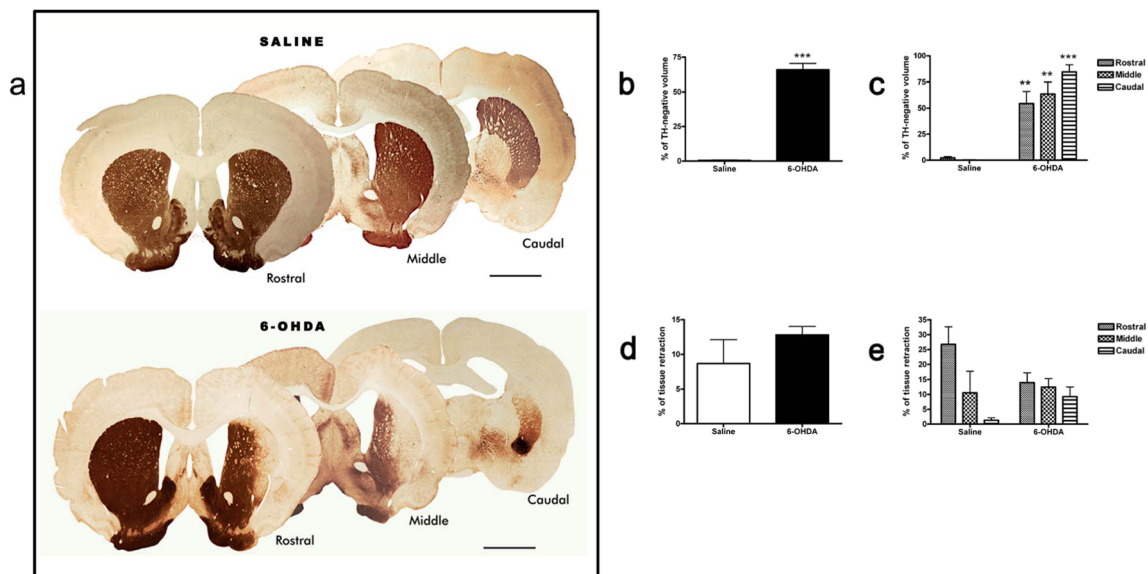 a
SALINE
Rostral
Middle
Caudal
6-OHDA
Rostral
Middle
Caudal
b
% of TH-negative volume
75
50
25
0
***
Saline
6-OHDA
c
% of TH-negative volume
100
75
50
25
0
**
**
***
Saline
6-OHDA
Rostral
Middle
Caudal
d
% of tissue retraction
15
10
5
0
Saline
6-OHDA
e
% of tissue retraction
35
30
25
20
15
10
5
0
Saline
6-OHDA
Rostral
Middle
Caudal